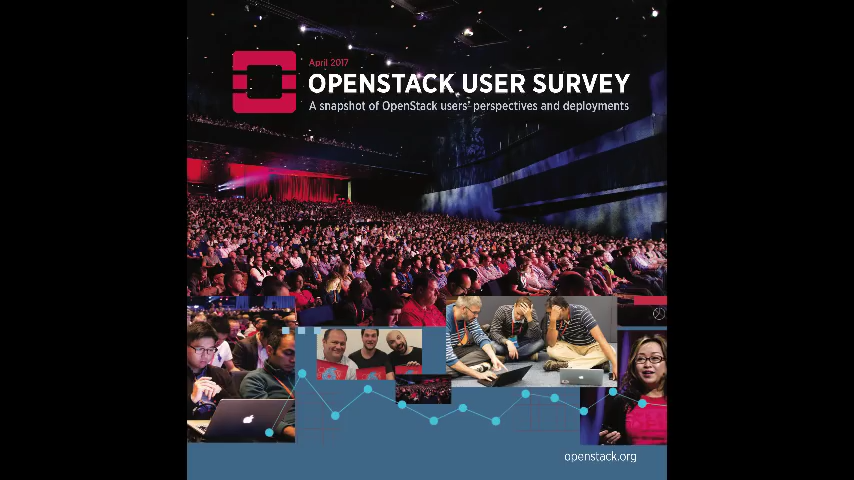 April 2017
OPENSTACK USER SURVEY
A snapshot of OpenStack users' perspectives and deployments
openstack.org